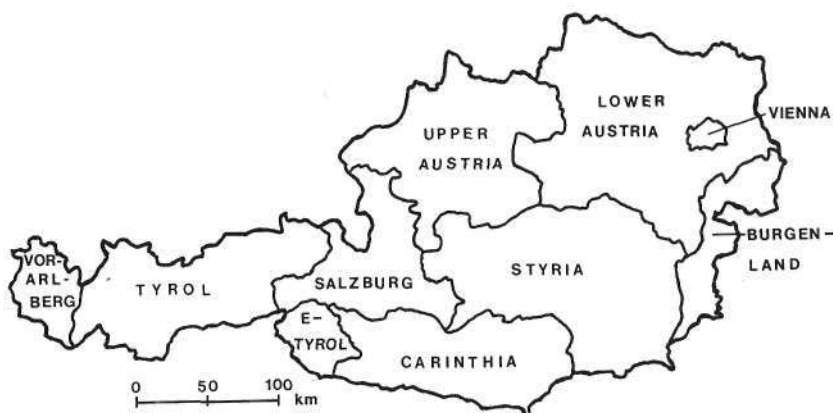 LOWER
AUSTRIA
VIENNA
UPPER
AUSTRIA
BURGEN-
LAND
VOR-
ARL-
BERG
TYROL
SALZBURG
STYRIA
E-
TYROL
CARINTHIA
0 50 100
km